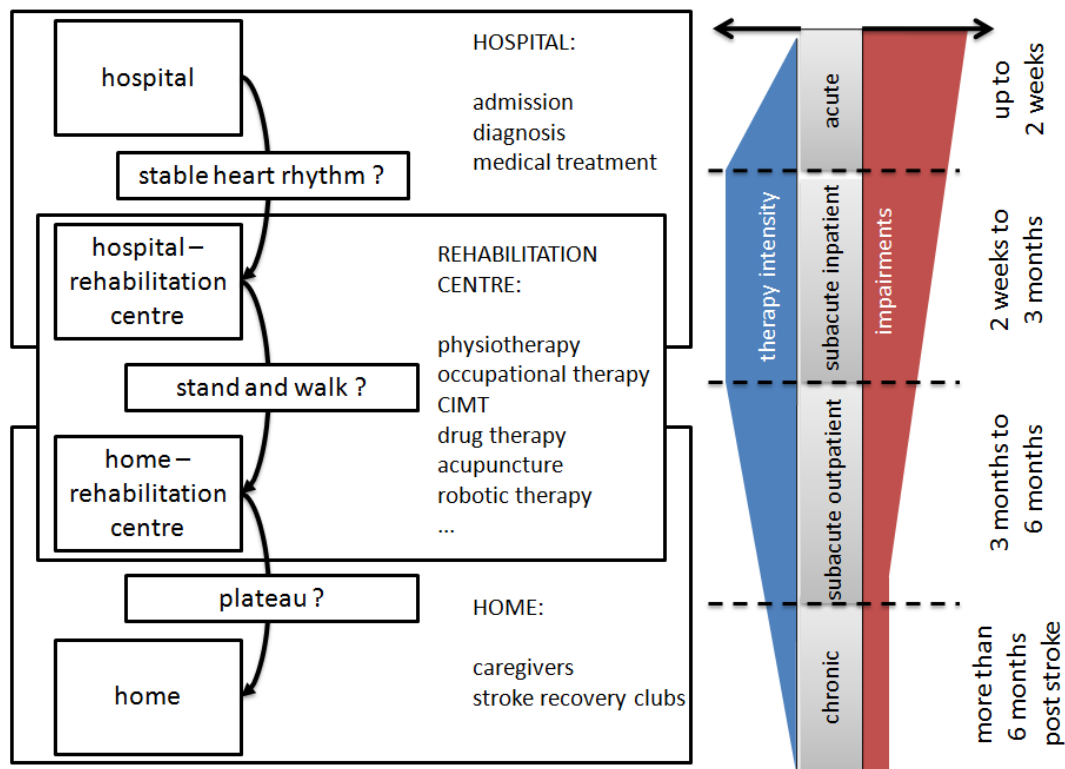 hospital
stable heart rhythm ?
hospital –
rehabilitation
centre
stand and walk ?
home –
rehabilitation
centre
plateau ?
home
HOSPITAL:
admission
diagnosis
medical treatment
REHABILITATION
CENTRE:
physiotherapy
occupational therapy
CIMT
drug therapy
acupuncture
robotic therapy
...
HOME:
caregivers
stroke recovery clubs
therapy intensity
acute
subacute inpatient
subacute outpatient
chronic
impairments
up to
2 weeks
2 weeks to
3 months
3 months to
6 months
more than
6 months
post stroke